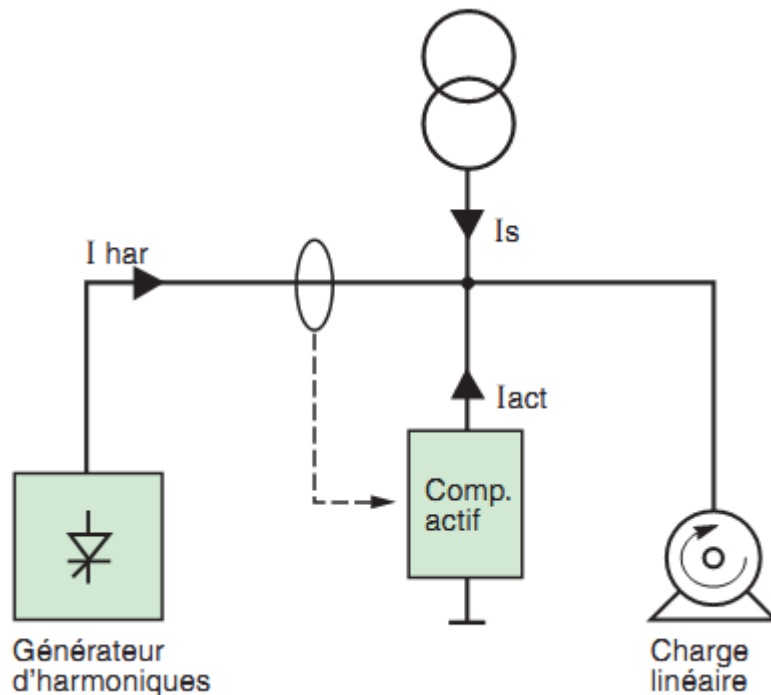 I har
Is
Iact
Comp.
actif
Générateur
d'harmoniques
Charge
linéaire